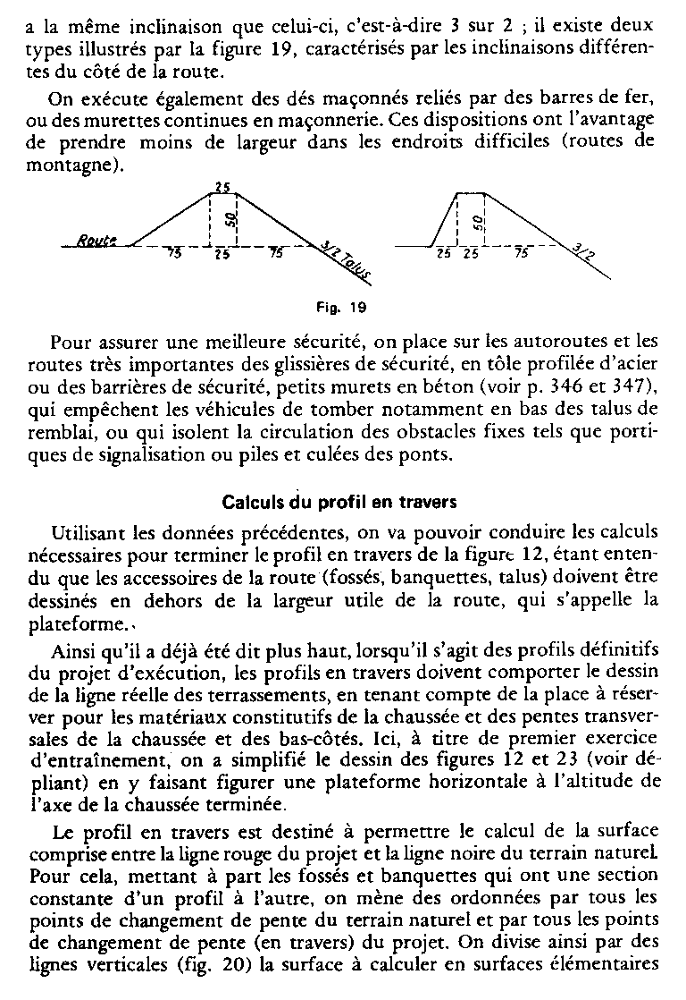 a la même inclinaison que celui-ci, c'est-à-dire 3 sur 2 ; il existe deux
types illustrés par la figure 19, caractérisés par les inclinaisons différen-
tes du côté de la route.
On exécute également des dés maçonnés reliés par des barres de fer,
ou des murettes continues en maçonnerie. Ces dispositions ont l'avantage
de prendre moins de largeur dans les endroits difficiles (routes de
montagne).
25
50 50
Route 3/2 Talus 3/2
75 25 75 25 25 75
Fig. 19
Pour assurer une meilleure sécurité, on place sur les autoroutes et les
routes très importantes des glissières de sécurité, en tôle profilée d'acier
ou des barrières de sécurité, petits murets en béton (voir p. 346 et 347),
qui empêchent les véhicules de tomber notamment en bas des talus de
remblai, ou qui isolent la circulation des obstacles fixes tels que porti-
ques de signalisation ou piles et culées des ponts.
Calculs du profil en travers
Utilisant les données précédentes, on va pouvoir conduire les calculs
nécessaires pour terminer le profil en travers de la figure 12, étant enten-
du que les accessoires de la route (fossés, banquettes, talus) doivent être
dessinés en dehors de la largeur utile de la route, qui s'appelle la
plateforme.
Ainsi qu'il a déjà été dit plus haut, lorsqu'il s'agit des profils définitifs
du projet d'exécution, les profils en travers doivent comporter le dessin
de la ligne réelle des terrassements, en tenant compte de la place à réser-
ver pour les matériaux constitutifs de la chaussée et des pentes transver-
sales de la chaussée et des bas-côtés. Ici, à titre de premier exercice
d'entraînement, on a simplifié le dessin des figures 12 et 23 (voir dé-
pliant) en y faisant figurer une plateforme horizontale à l'altitude de
l'axe de la chaussée terminée.
Le profil en travers est destiné à permettre le calcul de la surface
comprise entre la ligne rouge du projet et la ligne noire du terrain naturel.
Pour cela, mettant à part les fossés et banquettes qui ont une section
constante d'un profil à l'autre, on mène des ordonnées par tous les
points de changement de pente du terrain naturel et par tous les points
de changement de pente (en travers) du projet. On divise ainsi par des
lignes verticales (fig. 20) la surface à calculer en surfaces élémentaires